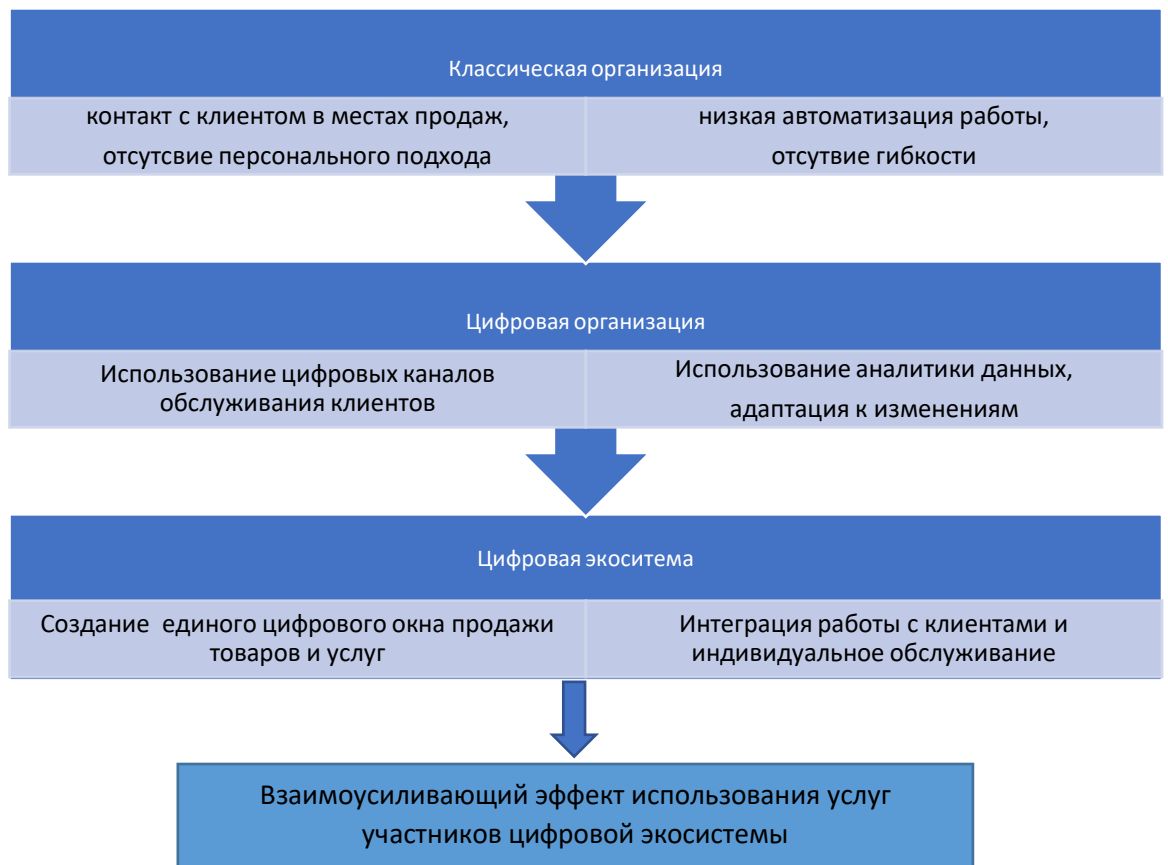 Классическая организация
контакт с клиентом в местах продаж,
отсутсвие персонального подхода
низкая автоматизация работы,
отсутвие гибкости
Цифровая организация
Использование цифровых каналов
обслуживания клиентов
Использование аналитики данных,
адаптация к изменениям
Цифровая экоситема
Создание единого цифрового окна продажи
товаров и услуг
Интеграция работы с клиентами и
индивидуальное обслуживание
Взаимоусиливающий эффект использования услуг
участников цифровой экосистемы